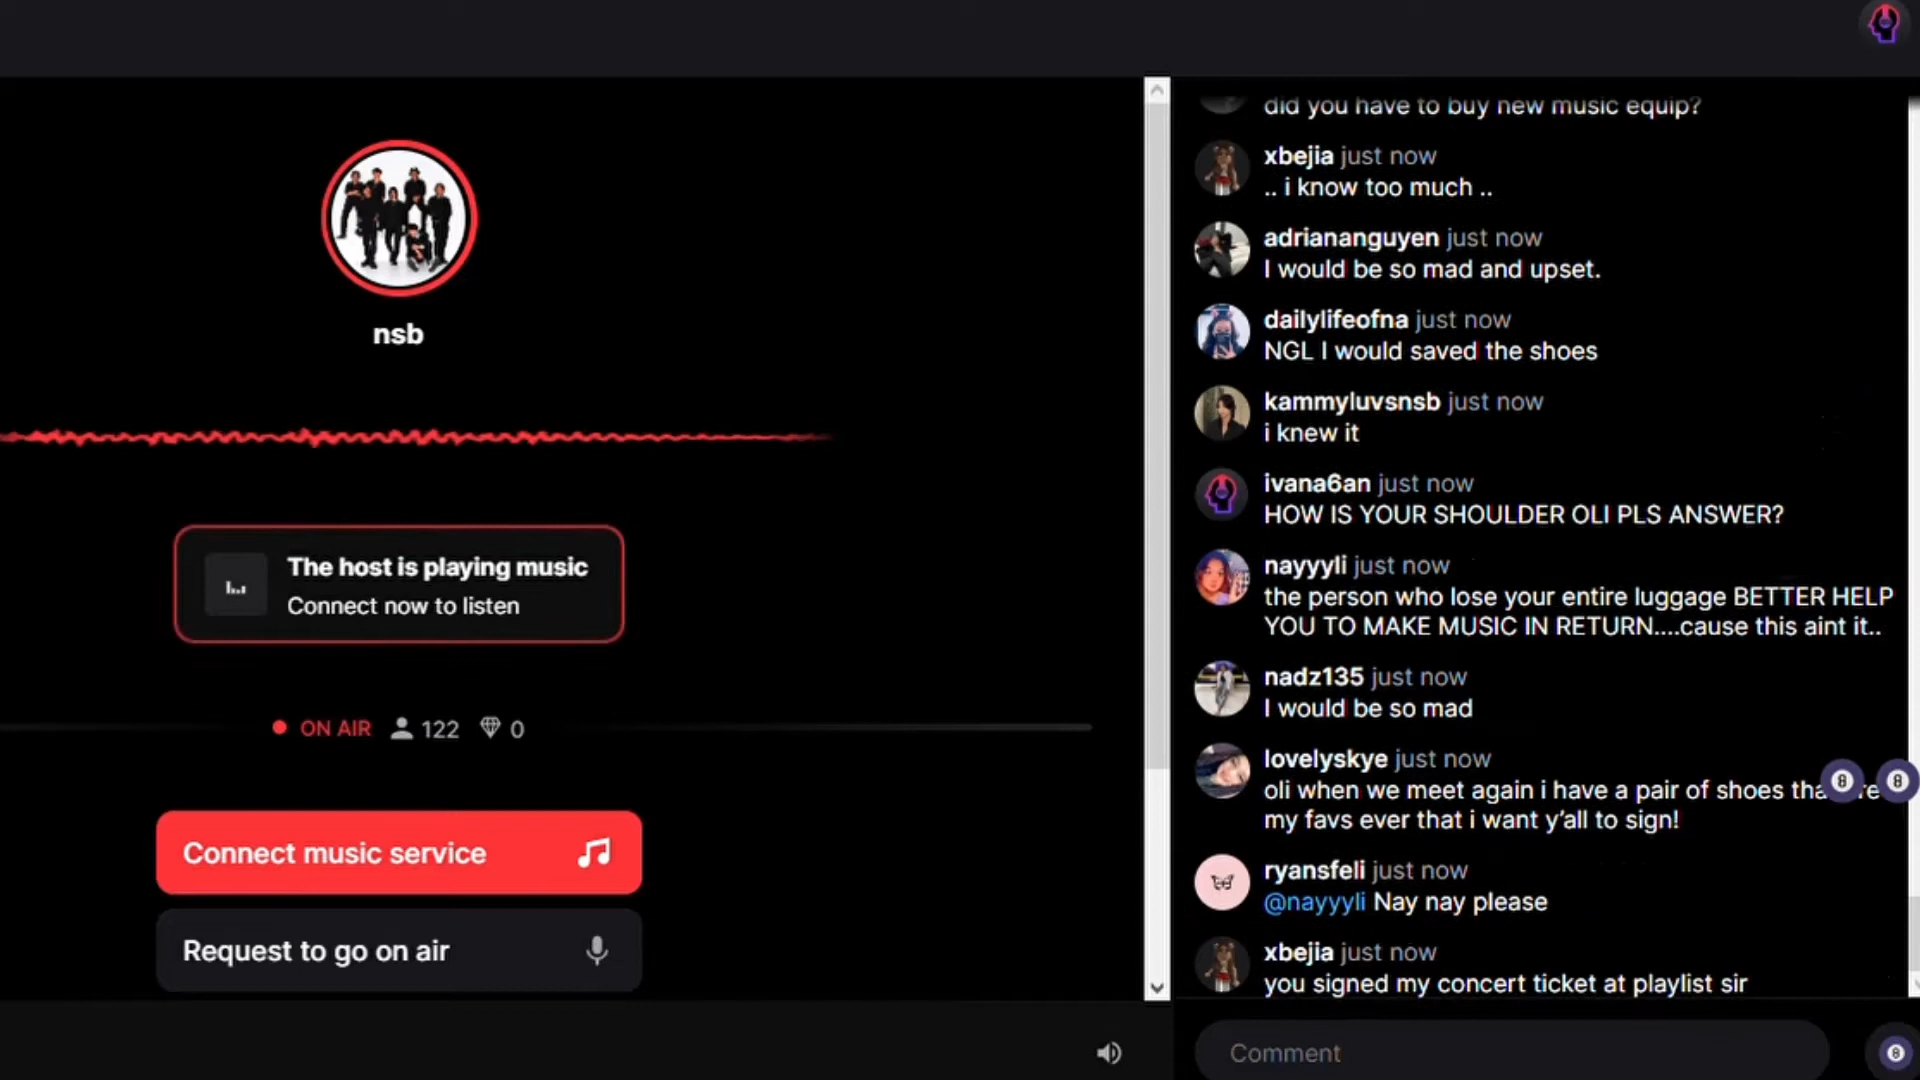 nsb
The host is playing music
Connect now to listen
ON AIR 122 0
Connect music service
Request to go on air
did you have to buy new music equip?
xbejia just now
.. i know too much ..
adriananguyen just now
I would be so mad and upset.
dailylifeofna just now
NGL I would saved the shoes
kammyluvsnsb just now
i knew it
ivana6an just now
HOW IS YOUR SHOULDER OLI PLS ANSWER?
nayyyli just now
the person who lose your entire luggage BETTER HELP
YOU TO MAKE MUSIC IN RETURN....cause this aint it..
nadz135 just now
I would be so mad
lovelyskye just now
oli when we meet again i have a pair of shoes
my favs ever that i want y'all to sign!
ryansfeli just now
@nayyyli Nay nay please
xbejia just now
you signed my concert ticket at playlist sir
Comment